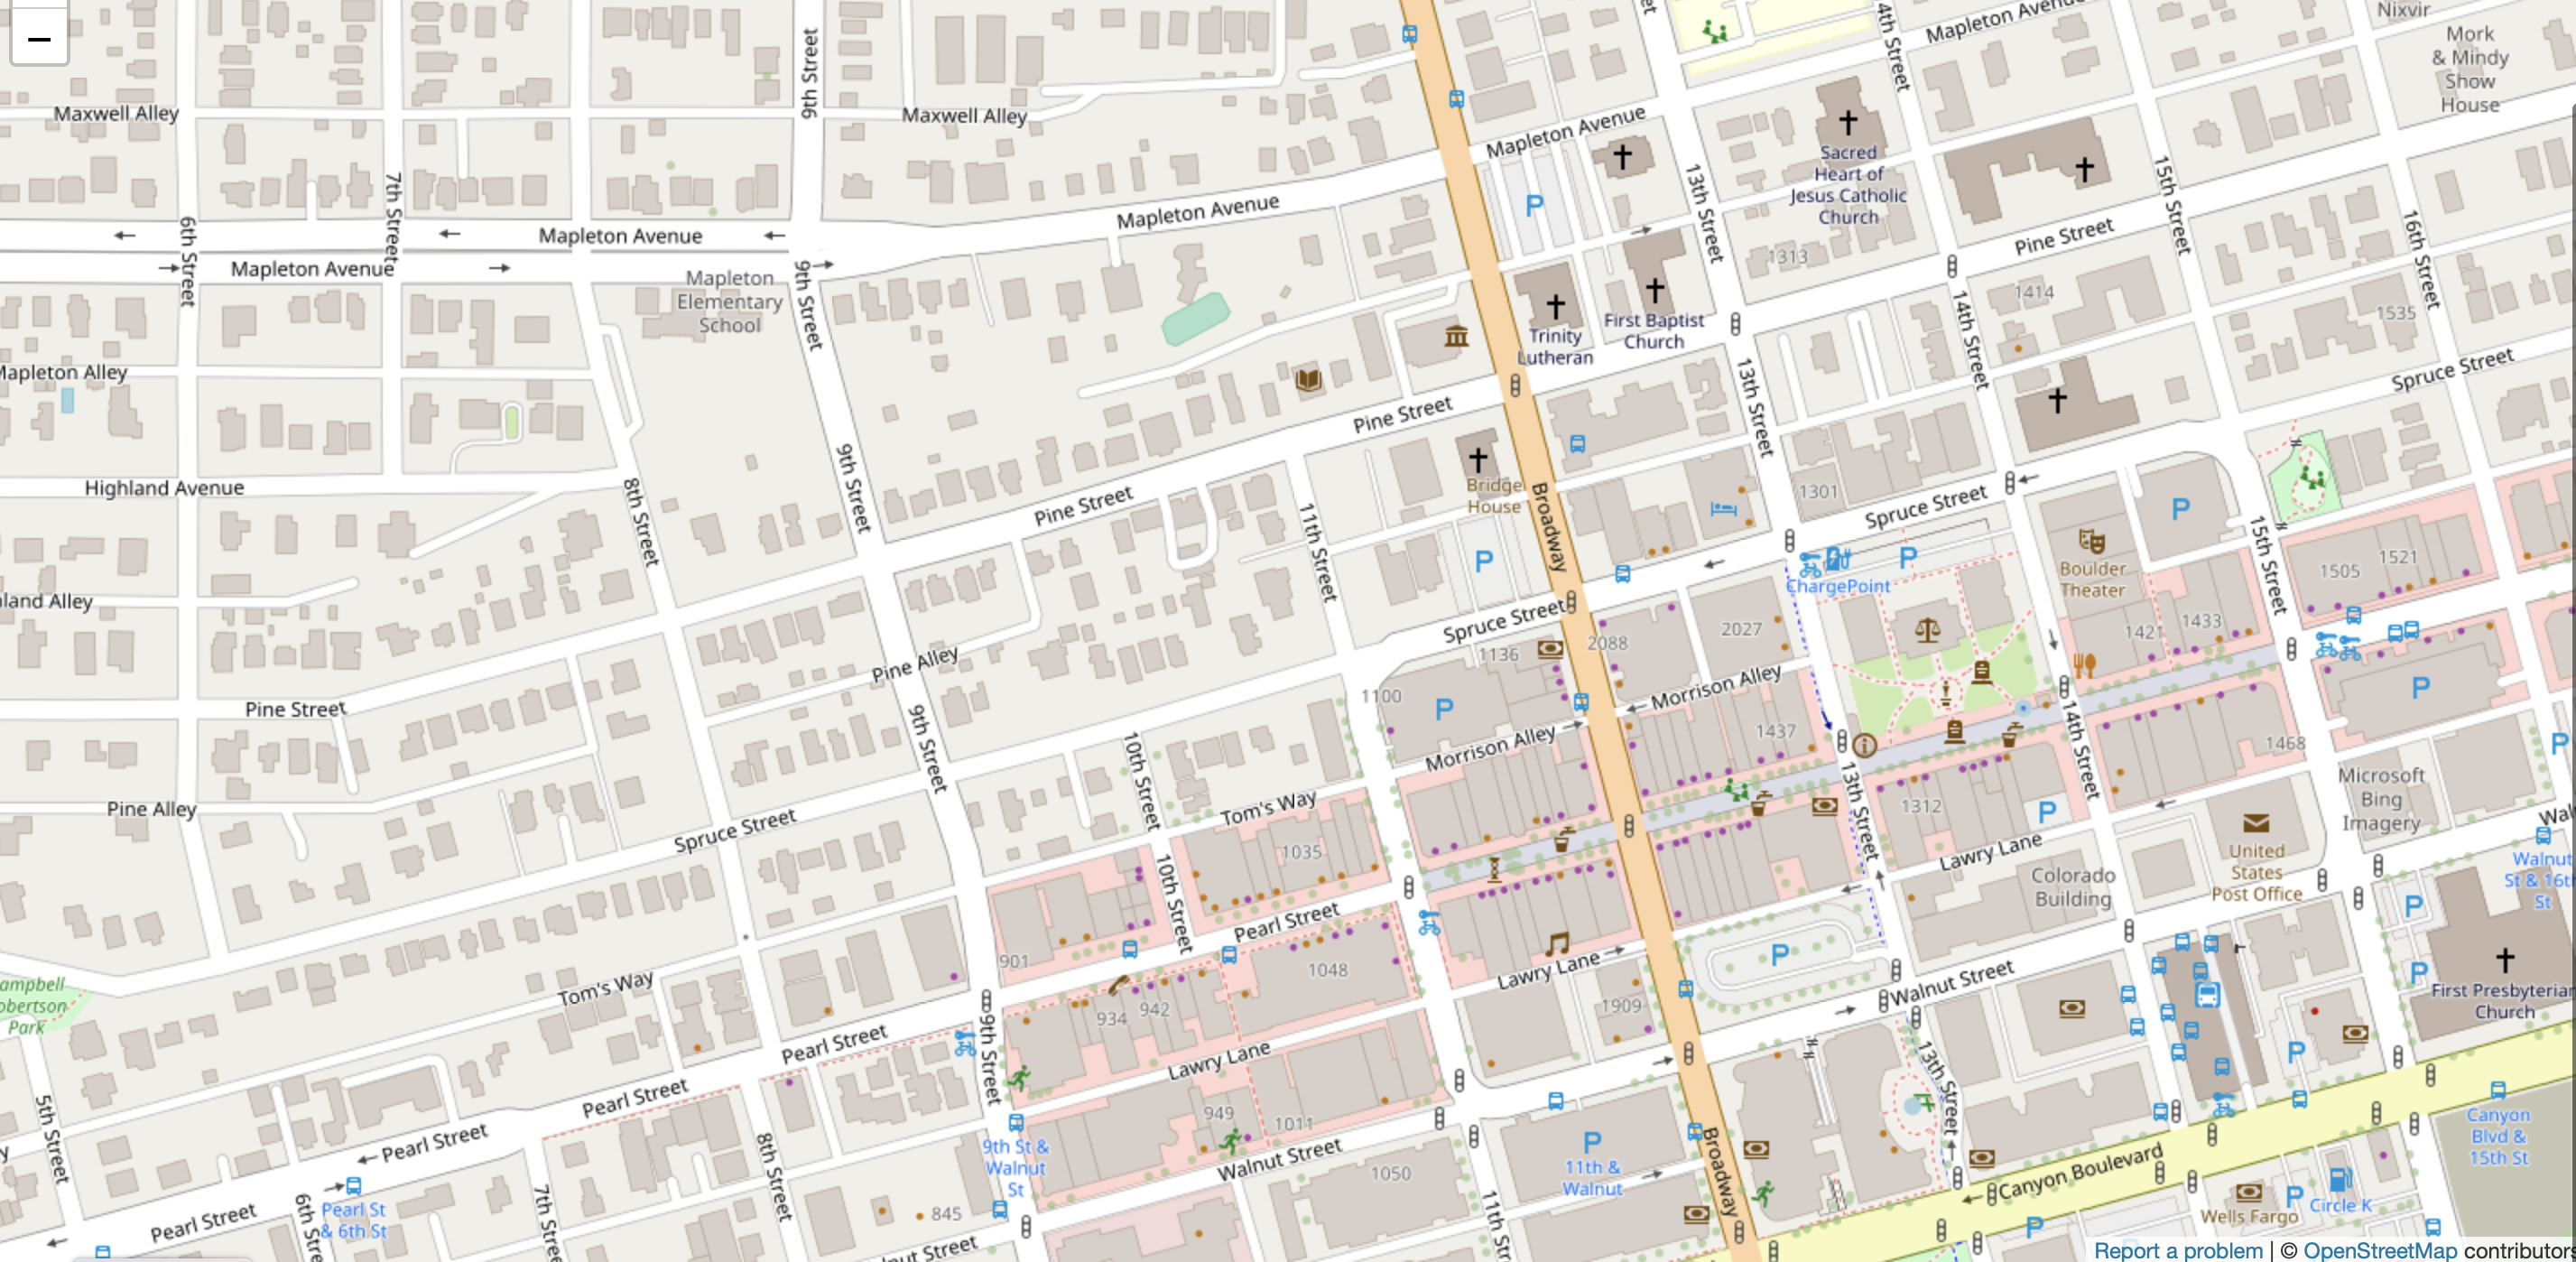 −
Nixvir
Mork
& Mindy
Show
House
Mapleton Avenue
4th Street
9th Street
Maxwell Alley
Maxwell Alley
Mapleton Avenue
Sacred
Heart of
Jesus Catholic
Church
13th Street
15th Street
16th Street
P
7th Street
6th Street
Mapleton Avenue
Mapleton Avenue
Mapleton Avenue
Pine Street
1313
Mapleton
Elementary
School
9th Street
1414
14th Street
1535
Trinity
Lutheran
First Baptist
Church
13th Street
Mapleton Alley
Spruce Street
Pine Street
Highland Avenue
8th Street
9th Street
Pine Street
11th Street
Bridge
House
Broadway
1301
Spruce Street
P
15th Street
P
P
ChargePoint
Boulder
Theater
1505
1521
land Alley
Spruce Street
1136
2088
2027
1421
1433
Pine Alley
Morrison Alley
Pine Street
1100
P
P
9th Street
10th Street
Morrison Alley
1437
14th Street
1468
P
Pine Alley
Tom's Way
13th Street
1312
P
Microsoft
Bing
Imagery
Wal
Spruce Street
1035
10th Street
Lawry Lane
Colorado
Building
United
States
Post Office
Walnut
St & 16th
St
Pearl Street
P
901
1048
Lawry Lane
P
Walnut Street
P
First Presbyterian
Church
ampbell
obertson
Park
Tom's Way
934
942
1909
Pearl Street
9th Street
Lawry Lane
13th Street
P
5th Street
Pearl Street
Pearl Street
8th Street
949
1011
9th St &
Walnut
St
Walnut Street
1050
P
11th &
Walnut
Broadway
Canyon Boulevard
Canyon
Blvd &
15th St
Pearl Street
6th Stre
Pearl St
& 6th St
7th Stree
845
nut Street
11th Str
Wells Fargo
P
Circle K
P
Report a problem | © OpenStreetMap contributors